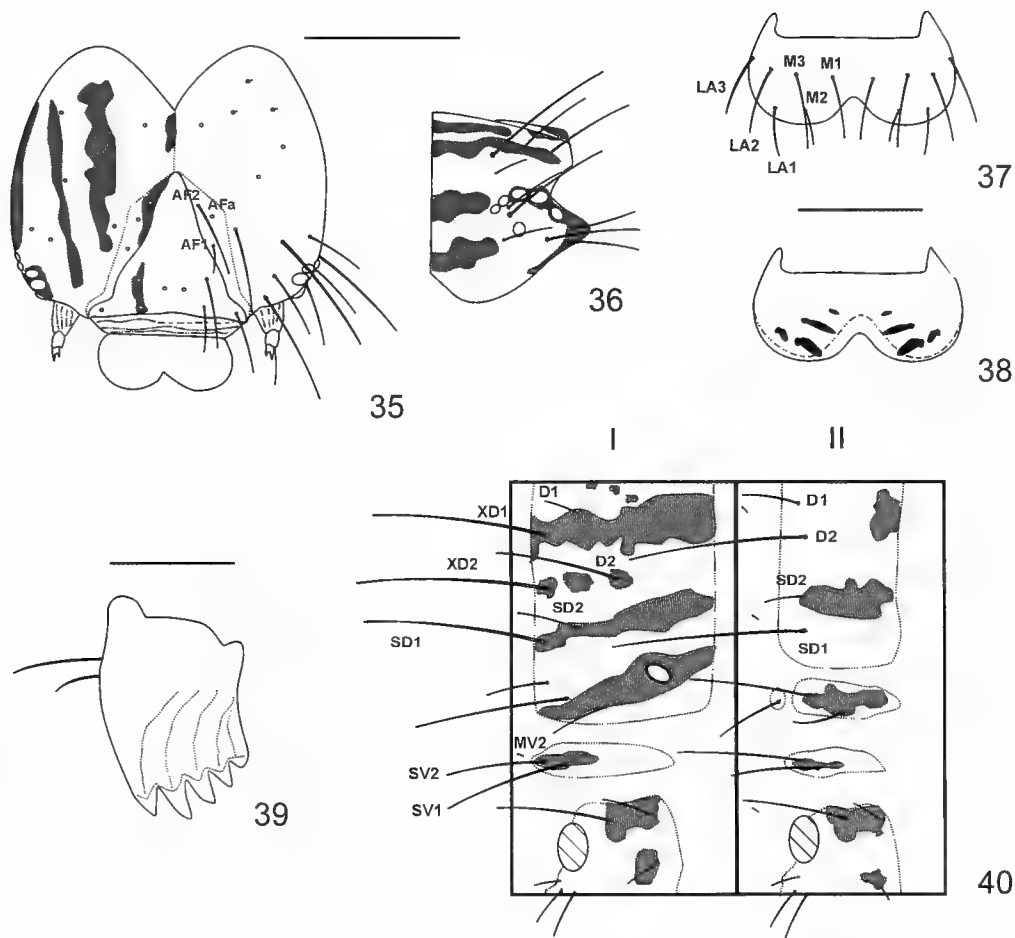 AF2
AFa
AF1
35
36
LA3
M3
M1
M2
LA2
LA1
37
38
39
I
II
D1
XD1
D2
XD2
SD2
SD1
MV2
SV2
SV1
D1
D2
SD2
SD1
40